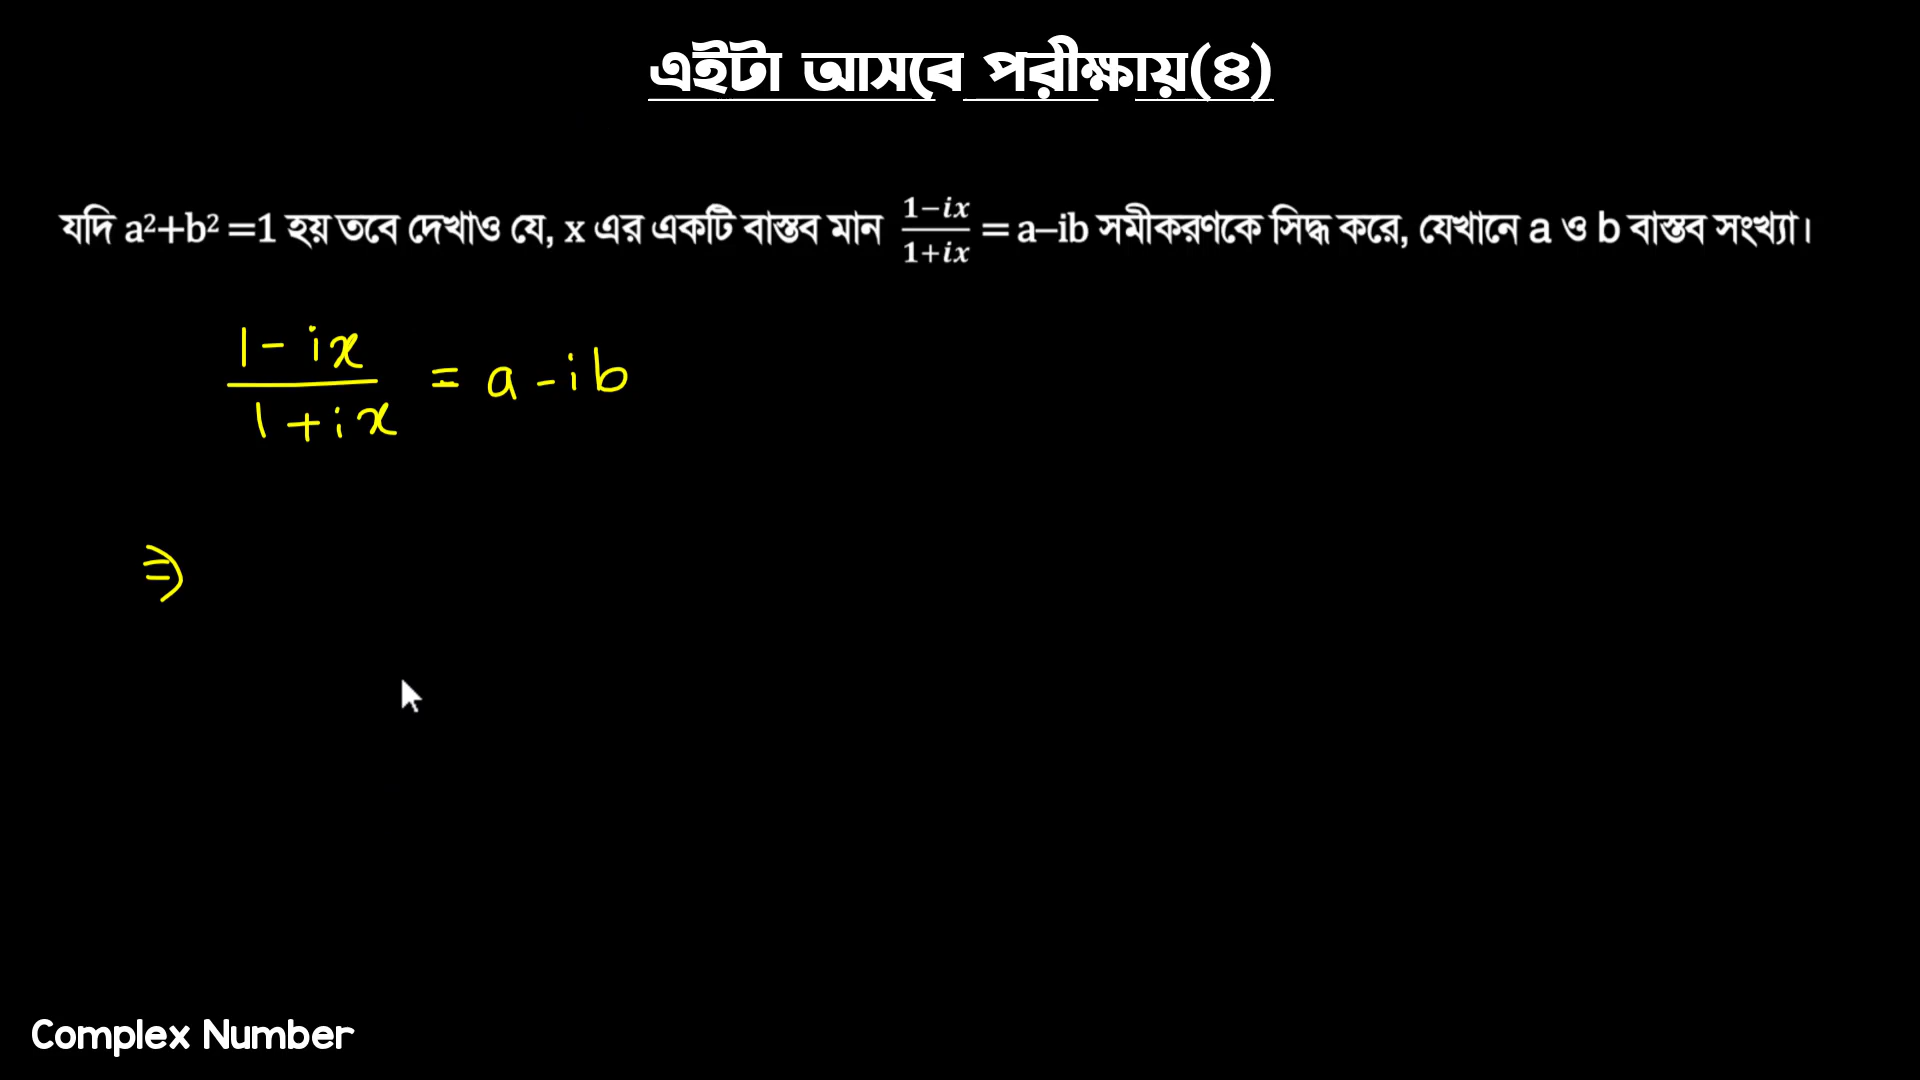 এইটা আসবে পরীক্ষায়(৪)
যদি a²+b² =1 হয় তবে দেখাও যে, x এর একটি বাস্তব মান (1−ix)/(1+ix) = a–ib সমীকরণকে সিদ্ধ করে, যেখানে a ও b বাস্তব সংখ্যা।
(1-ix)/(1+ix) = a-ib
⇒
Complex Number